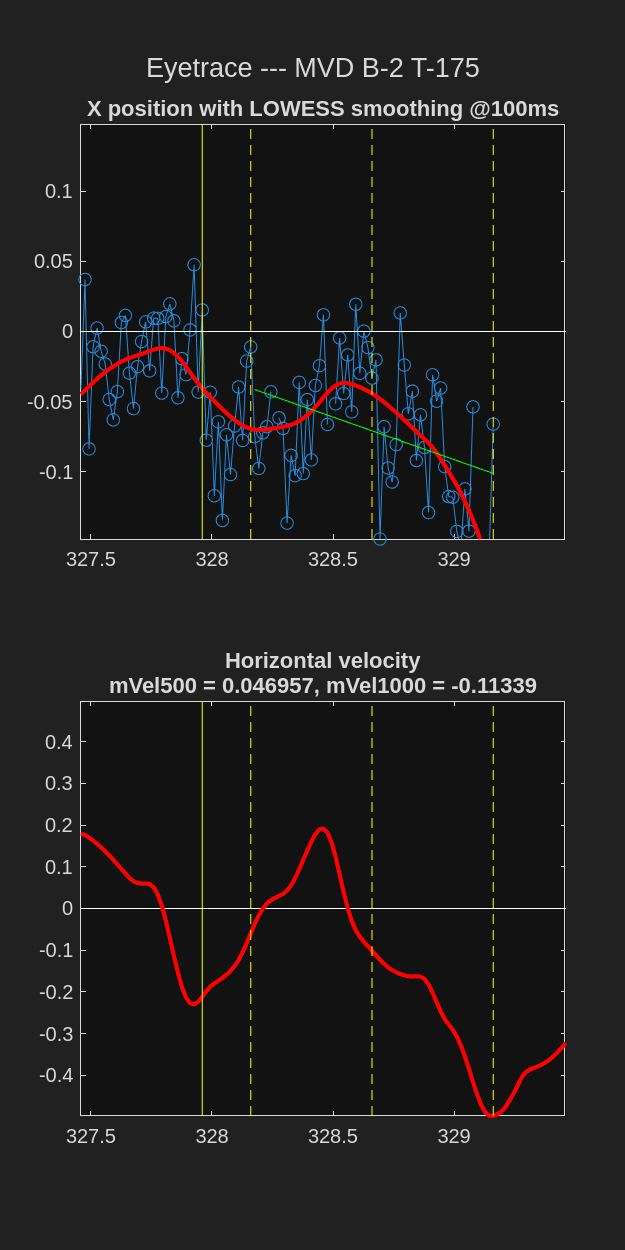 Eyetrace --- MVD B-2 T-175
X position with LOWESS smoothing @100ms
0.1
0.05
0
-0.05
-0.1
327.5 328 328.5 329
Horizontal velocity
mVel500 = 0.046957, mVel1000 = -0.11339
0.4
0.3
0.2
0.1
0
-0.1
-0.2
-0.3
-0.4
327.5 328 328.5 329